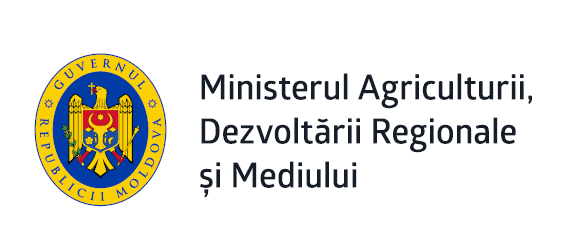 GUVERNUL
REPUBLICII MOLDOVA
Ministerul Agriculturii,
Dezvoltării Regionale
și Mediului